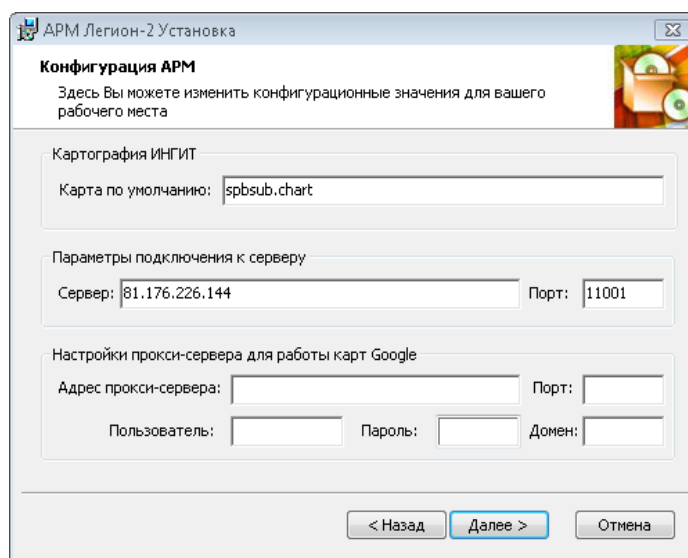 АРМ Легион-2 Установка
Конфигурация АРМ
Здесь Вы можете изменить конфигурационные значения для вашего
рабочего места
Картография ИНГИТ
Карта по умолчанию: spbsub.chart
Параметры подключения к серверу
Сервер: 81.176.226.144 Порт: 11001
Настройки прокси-сервера для работы карт Google
Адрес прокси-сервера: Порт:
Пользователь: Пароль: Домен:
< Назад Далее > Отмена